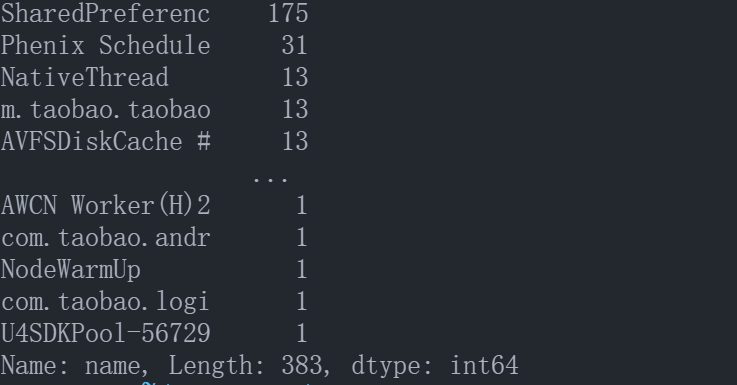 SharedPreferenc    175
Phenix Schedule     31
NativeThread        13
m.taobao.taobao     13
AVFSDiskCache #     13
                  ...
AWCN Worker(H)2      1
com.taobao.andr      1
NodeWarmUp           1
com.taobao.logi      1
U4SDKPool-56729      1
Name: name, Length: 383, dtype: int64